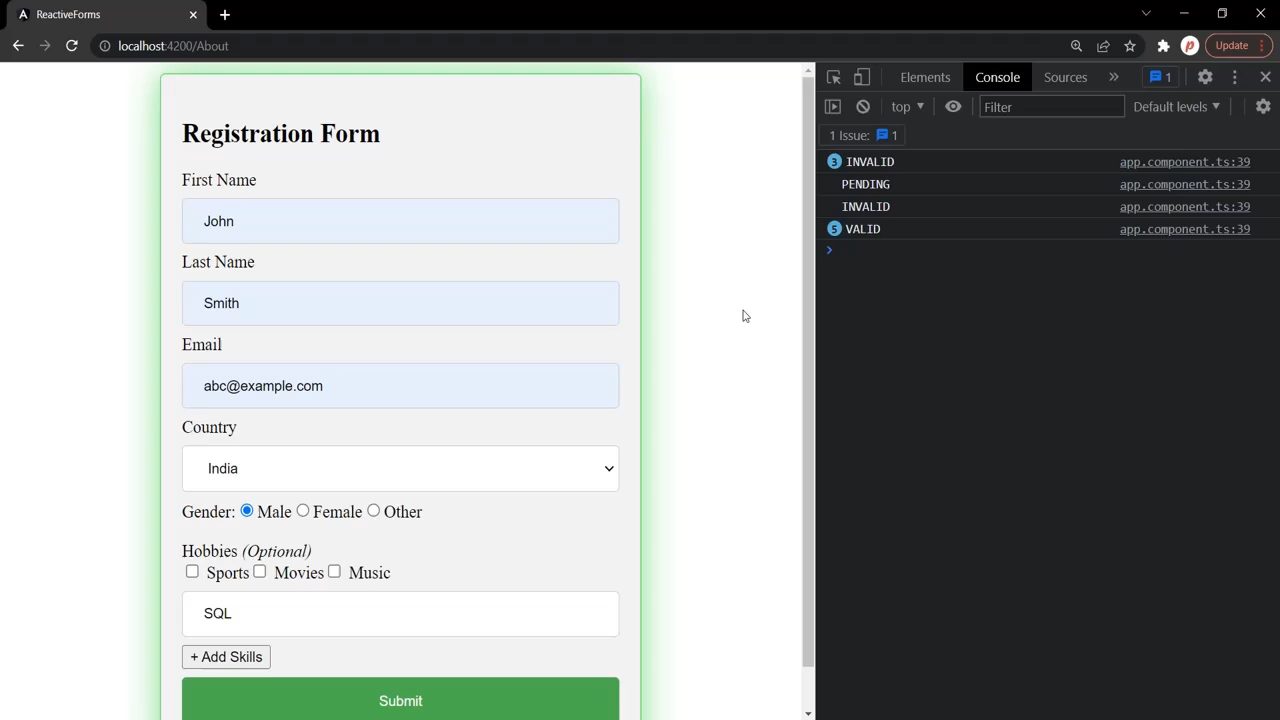 ReactiveForms
localhost:4200/About
Update
Registration Form
First Name
John
Last Name
Smith
Email
abc@example.com
Country
India
Gender: Male Female Other
Hobbies (Optional)
Sports Movies Music
SQL
+ Add Skills
Submit
Elements Console Sources » 1
top Filter Default levels
1 Issue: 1
3 INVALID app.component.ts:39
PENDING app.component.ts:39
INVALID app.component.ts:39
5 VALID app.component.ts:39